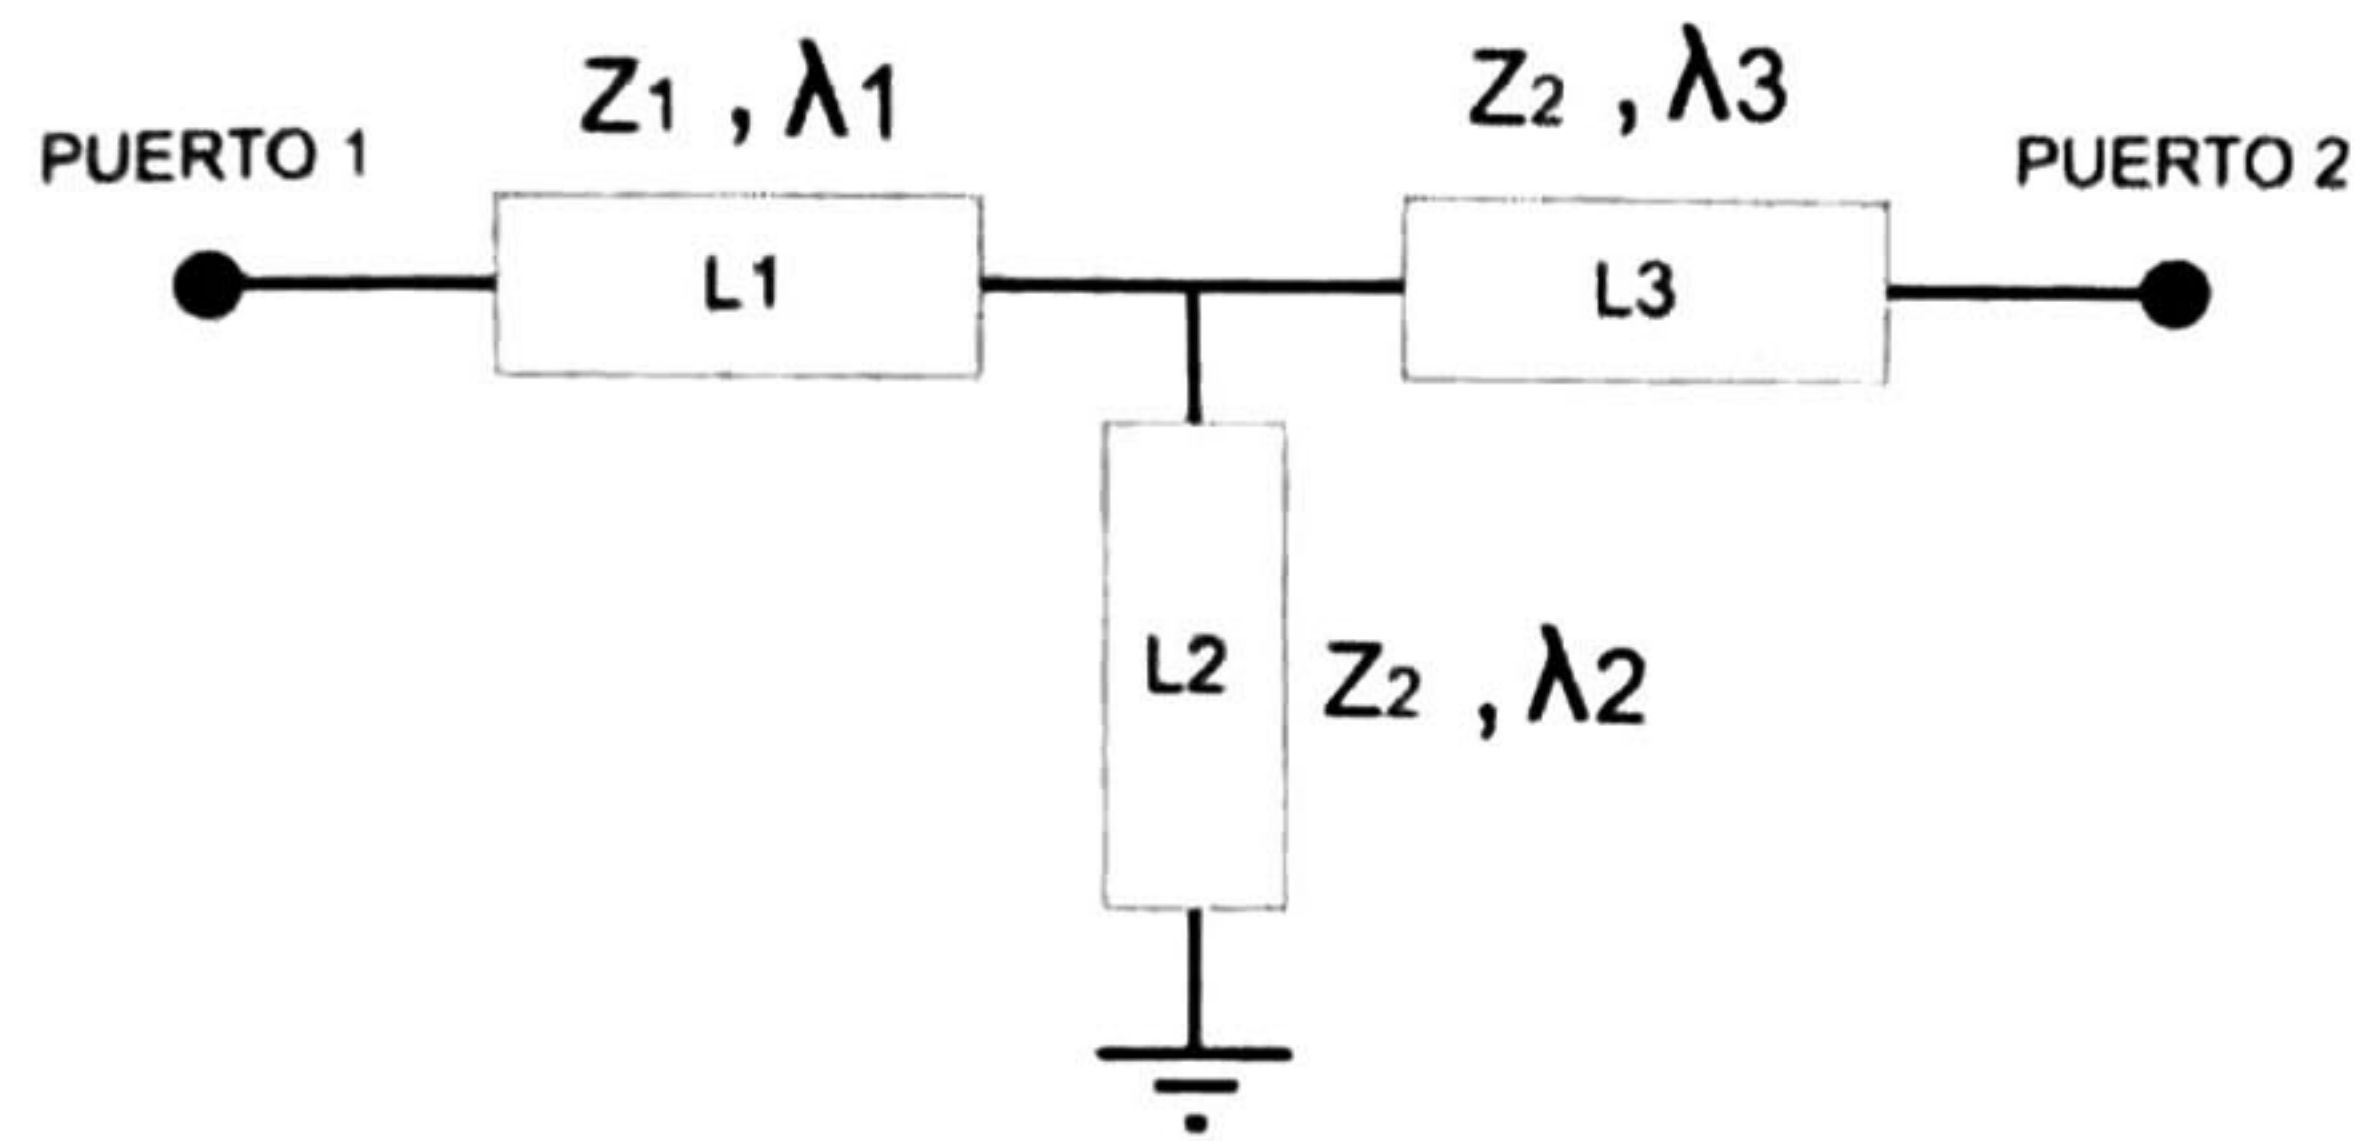 PUERTO 1
Z1 , λ1
Z2 , λ3
PUERTO 2
L1
L3
L2
Z2 , λ2